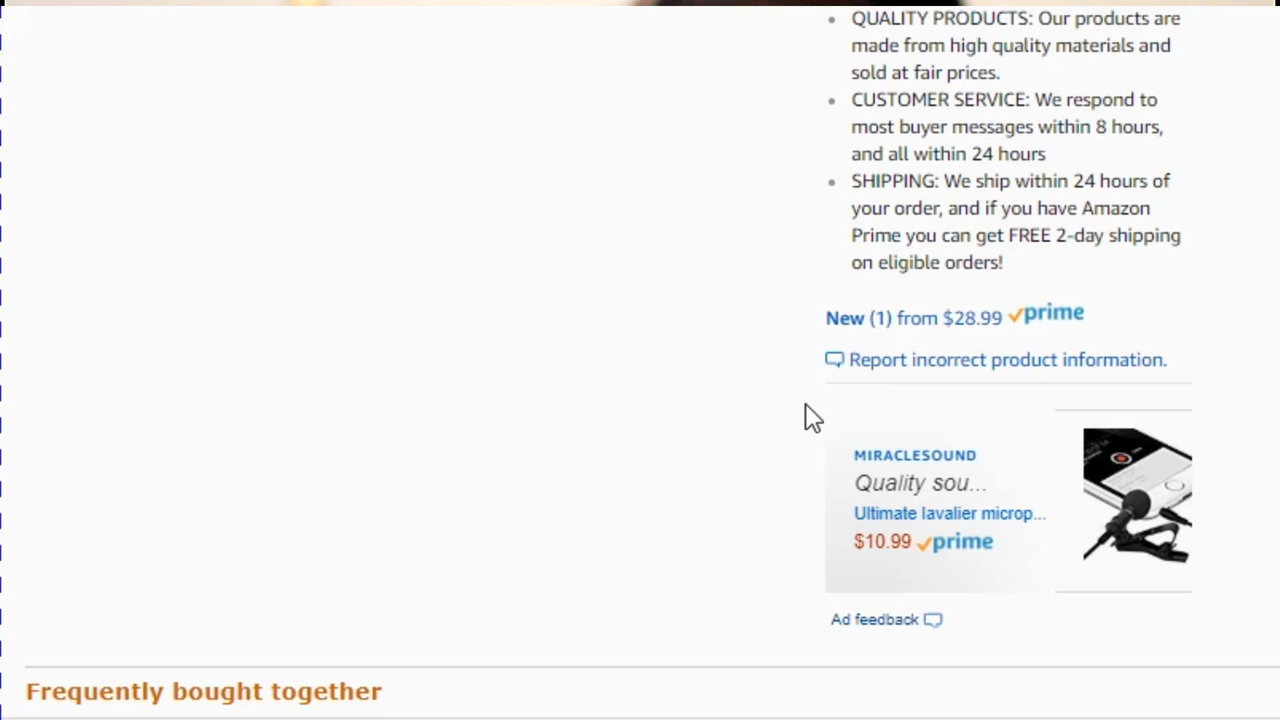 QUALITY PRODUCTS: Our products are
made from high quality materials and
sold at fair prices.
CUSTOMER SERVICE: We respond to
most buyer messages within 8 hours,
and all within 24 hours
SHIPPING: We ship within 24 hours of
your order, and if you have Amazon
Prime you can get FREE 2-day shipping
on eligible orders!
New (1) from $28.99 prime
Report incorrect product information.
MIRACLESOUND
Quality sou...
Ultimate lavalier microp...
$10.99 prime
Ad feedback
Frequently bought together